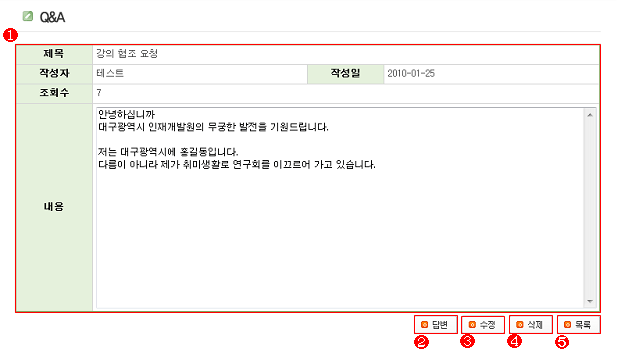 Q&A
1
제목 강의 협조 요청
작성자 테스트 작성일 2010-01-25
조회수 7
내용
안녕하십니까
대구광역시 인재개발원의 무궁한 발전을 기원드립니다.
저는 대구광역시에 홍길동입니다.
다름이 아니라 제가 취미생활로 연구회를 이끄르어 가고 있습니다.
답변 수정 삭제 목록
2 3 4 5